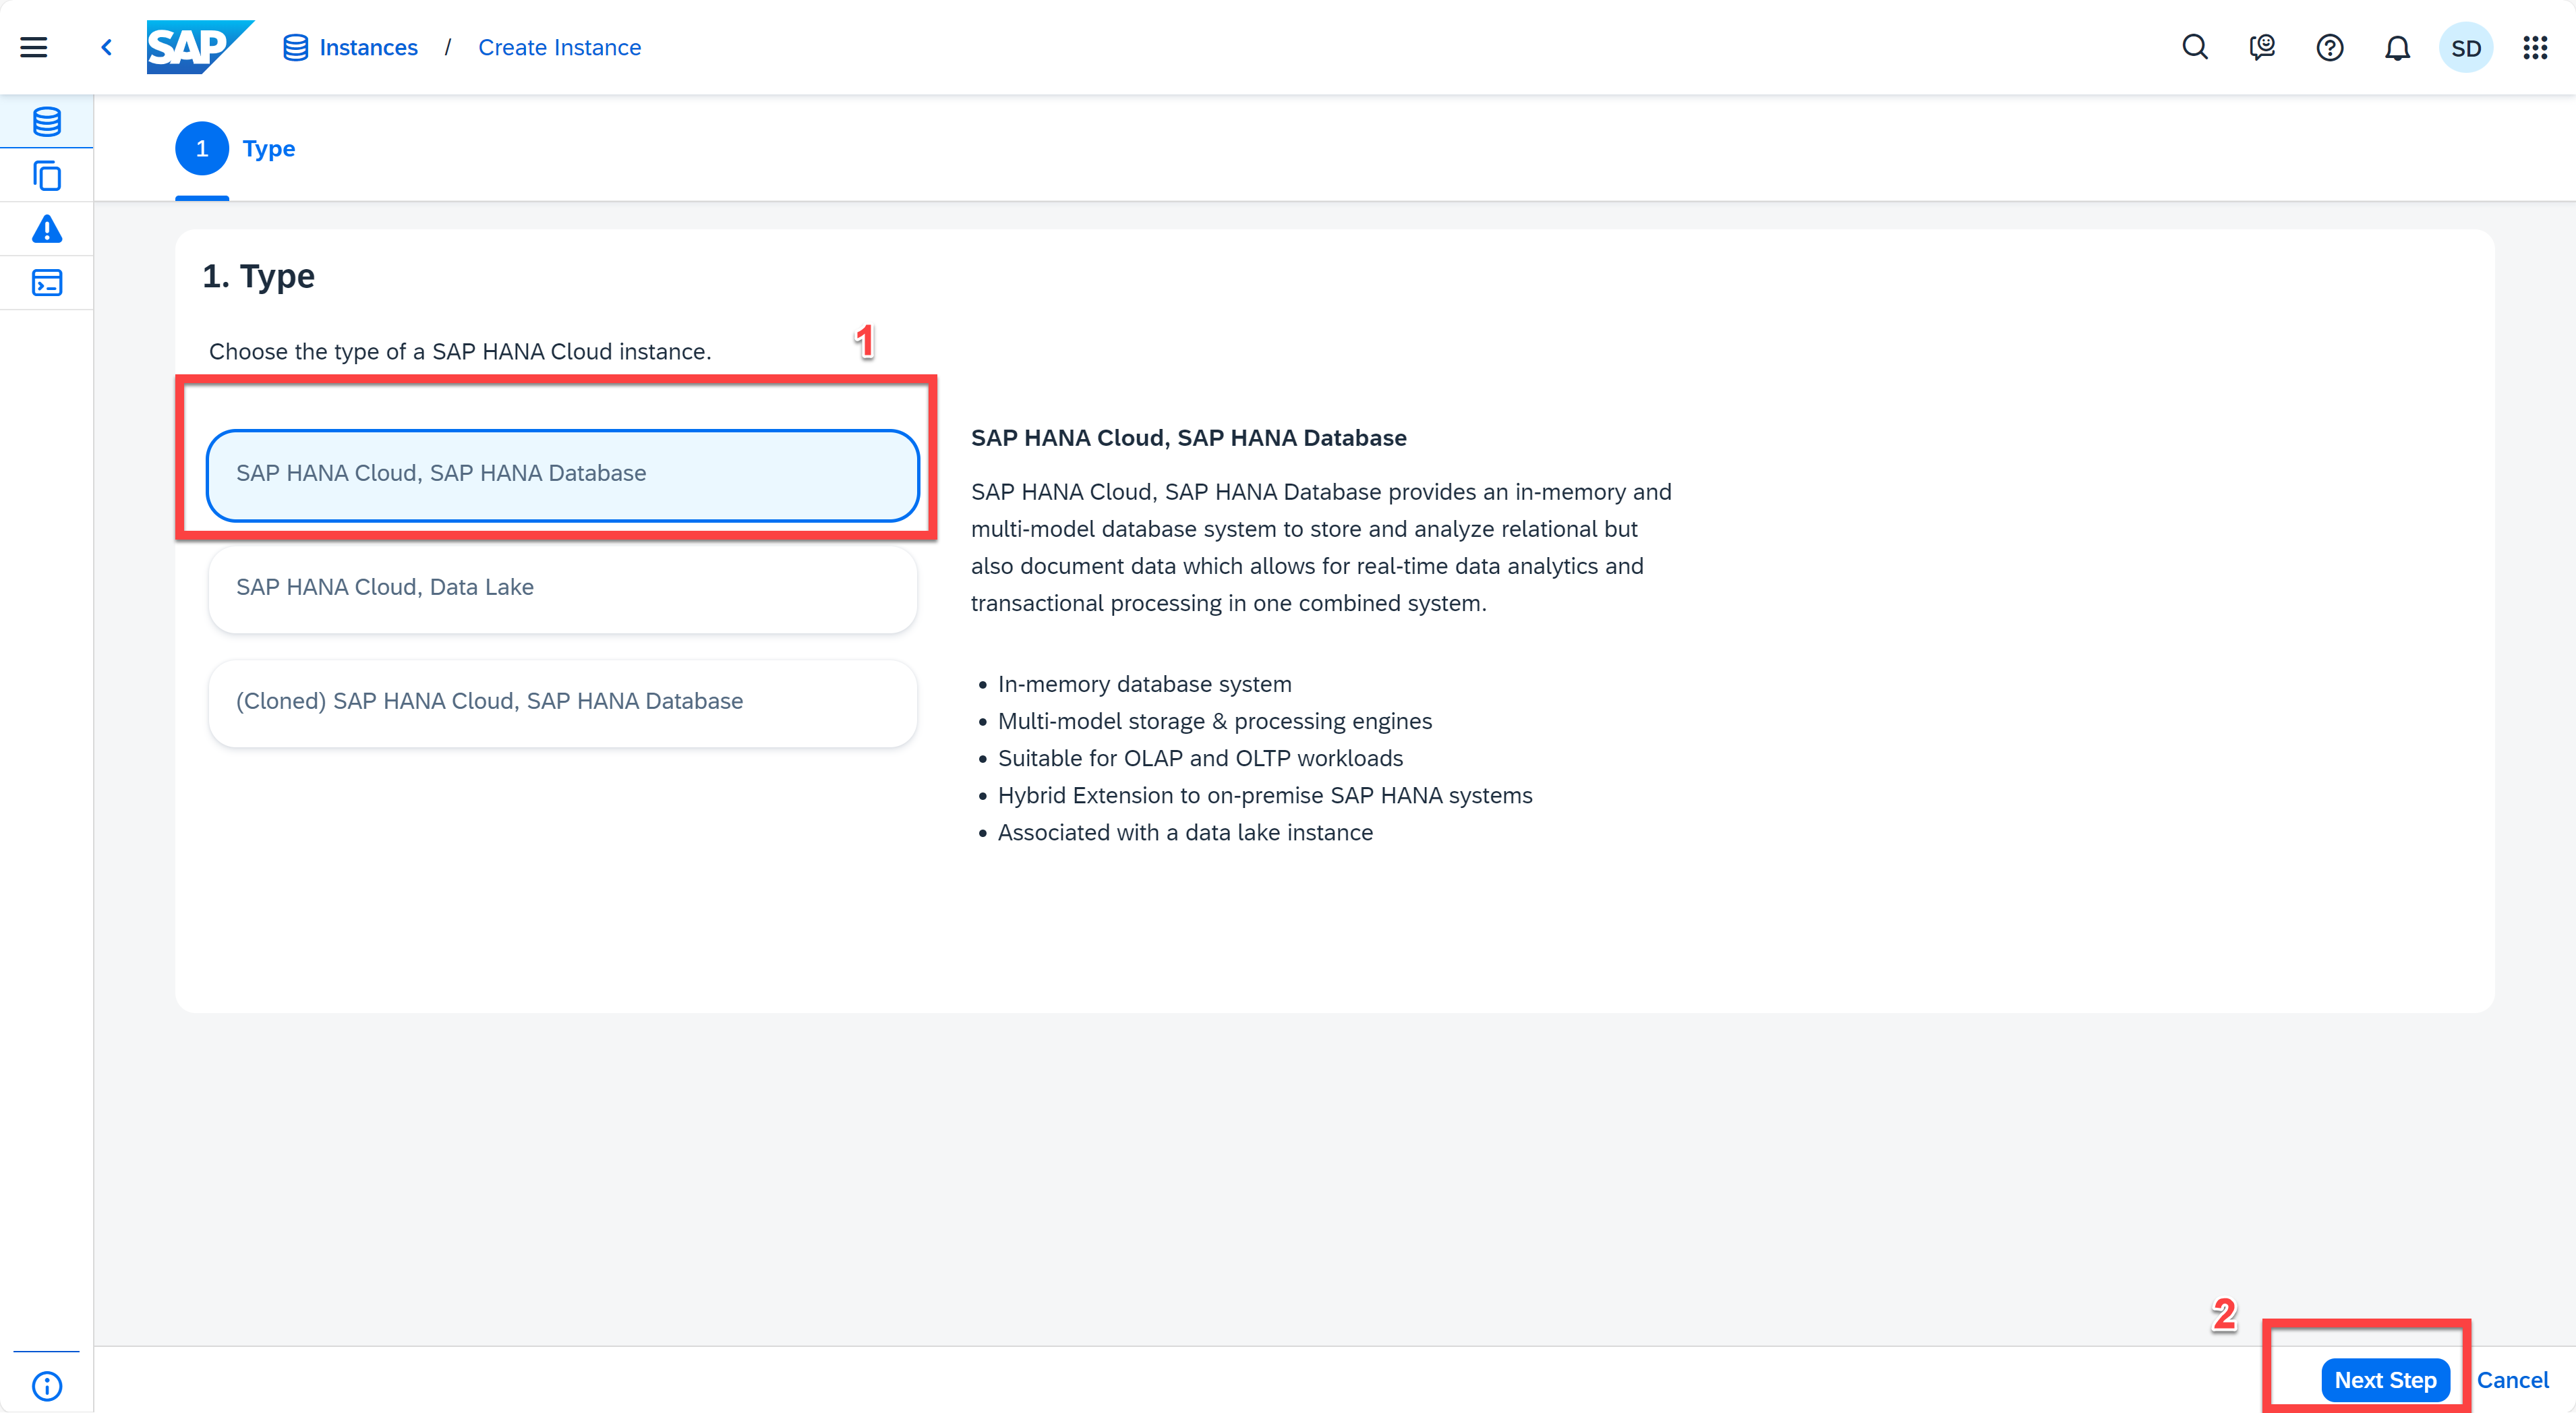 SAP Instances / Create Instance SD
1 Type
1. Type
Choose the type of a SAP HANA Cloud instance.
1
SAP HANA Cloud, SAP HANA Database
SAP HANA Cloud, Data Lake
(Cloned) SAP HANA Cloud, SAP HANA Database
SAP HANA Cloud, SAP HANA Database
SAP HANA Cloud, SAP HANA Database provides an in-memory and
multi-model database system to store and analyze relational but
also document data which allows for real-time data analytics and
transactional processing in one combined system.
• In-memory database system
• Multi-model storage & processing engines
• Suitable for OLAP and OLTP workloads
• Hybrid Extension to on-premise SAP HANA systems
• Associated with a data lake instance
2
Next Step Cancel